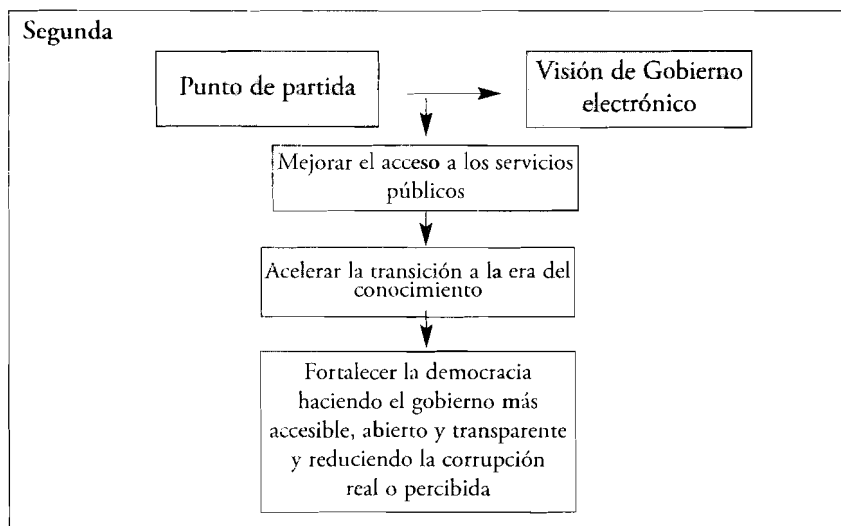 Segunda
Punto de partida
Visión de Gobierno
electrónico
Mejorar el acceso a los servicios
públicos
Acelerar la transición a la era del
conocimiento
Fortalecer la democracia
haciendo el gobierno más
accesible, abierto y transparente
y reduciendo la corrupción
real o percibida